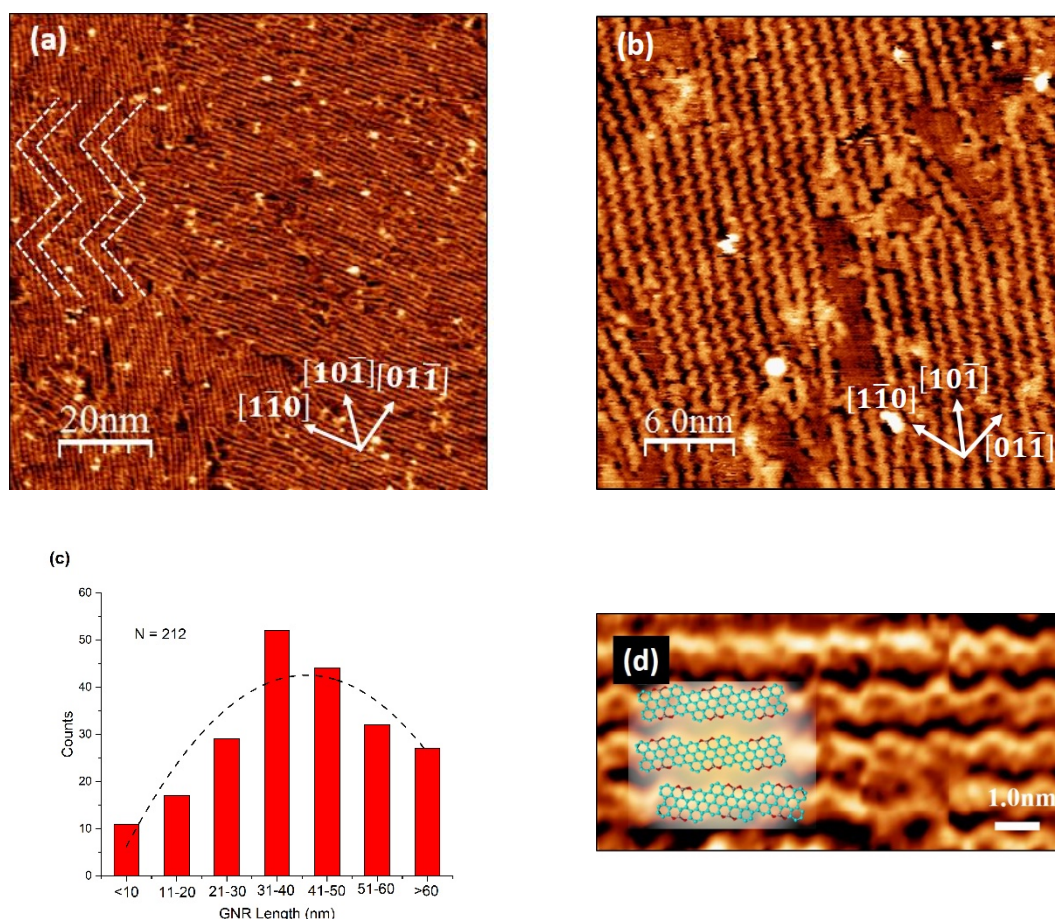 (a)
[101̄] [011̄]
[11̄0]
20nm
(b)
[101̄]
[11̄0]
6.0nm
[011̄]
(c)
60
N = 212
50
40
30
20
10
0
Counts
<10 11-20 21-30 31-40 41-50 51-60 >60
GNR Length (nm)
(d)
1.0nm